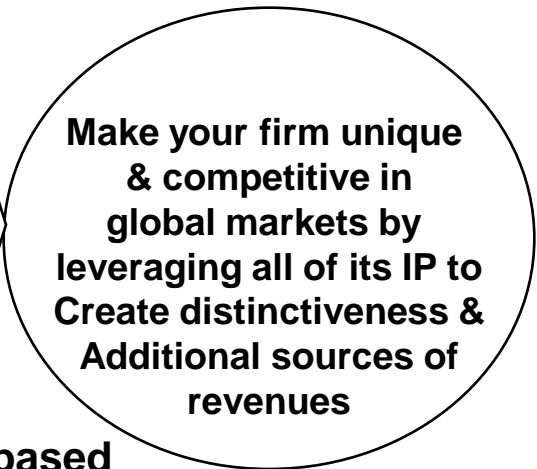 Make your firm unique
& competitive in
global markets by
leveraging all of its IP to
Create distinctiveness &
Additional sources of
revenues
based